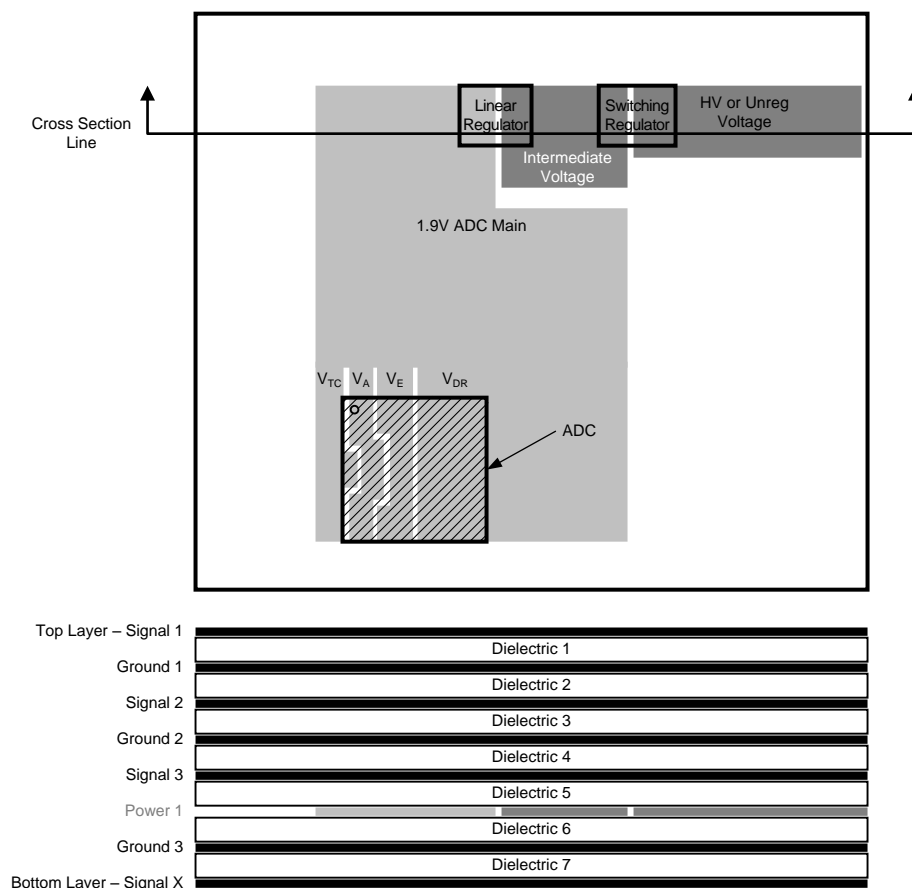 Linear
Regulator
Switching
Regulator
HV or Unreg
Voltage
Cross Section
Line
Intermediate
Voltage
1.9V ADC Main
VTC VA VE VDR
ADC
Top Layer – Signal 1
Dielectric 1
Ground 1
Dielectric 2
Signal 2
Dielectric 3
Ground 2
Dielectric 4
Signal 3
Dielectric 5
Power 1
Dielectric 6
Ground 3
Dielectric 7
Bottom Layer – Signal X